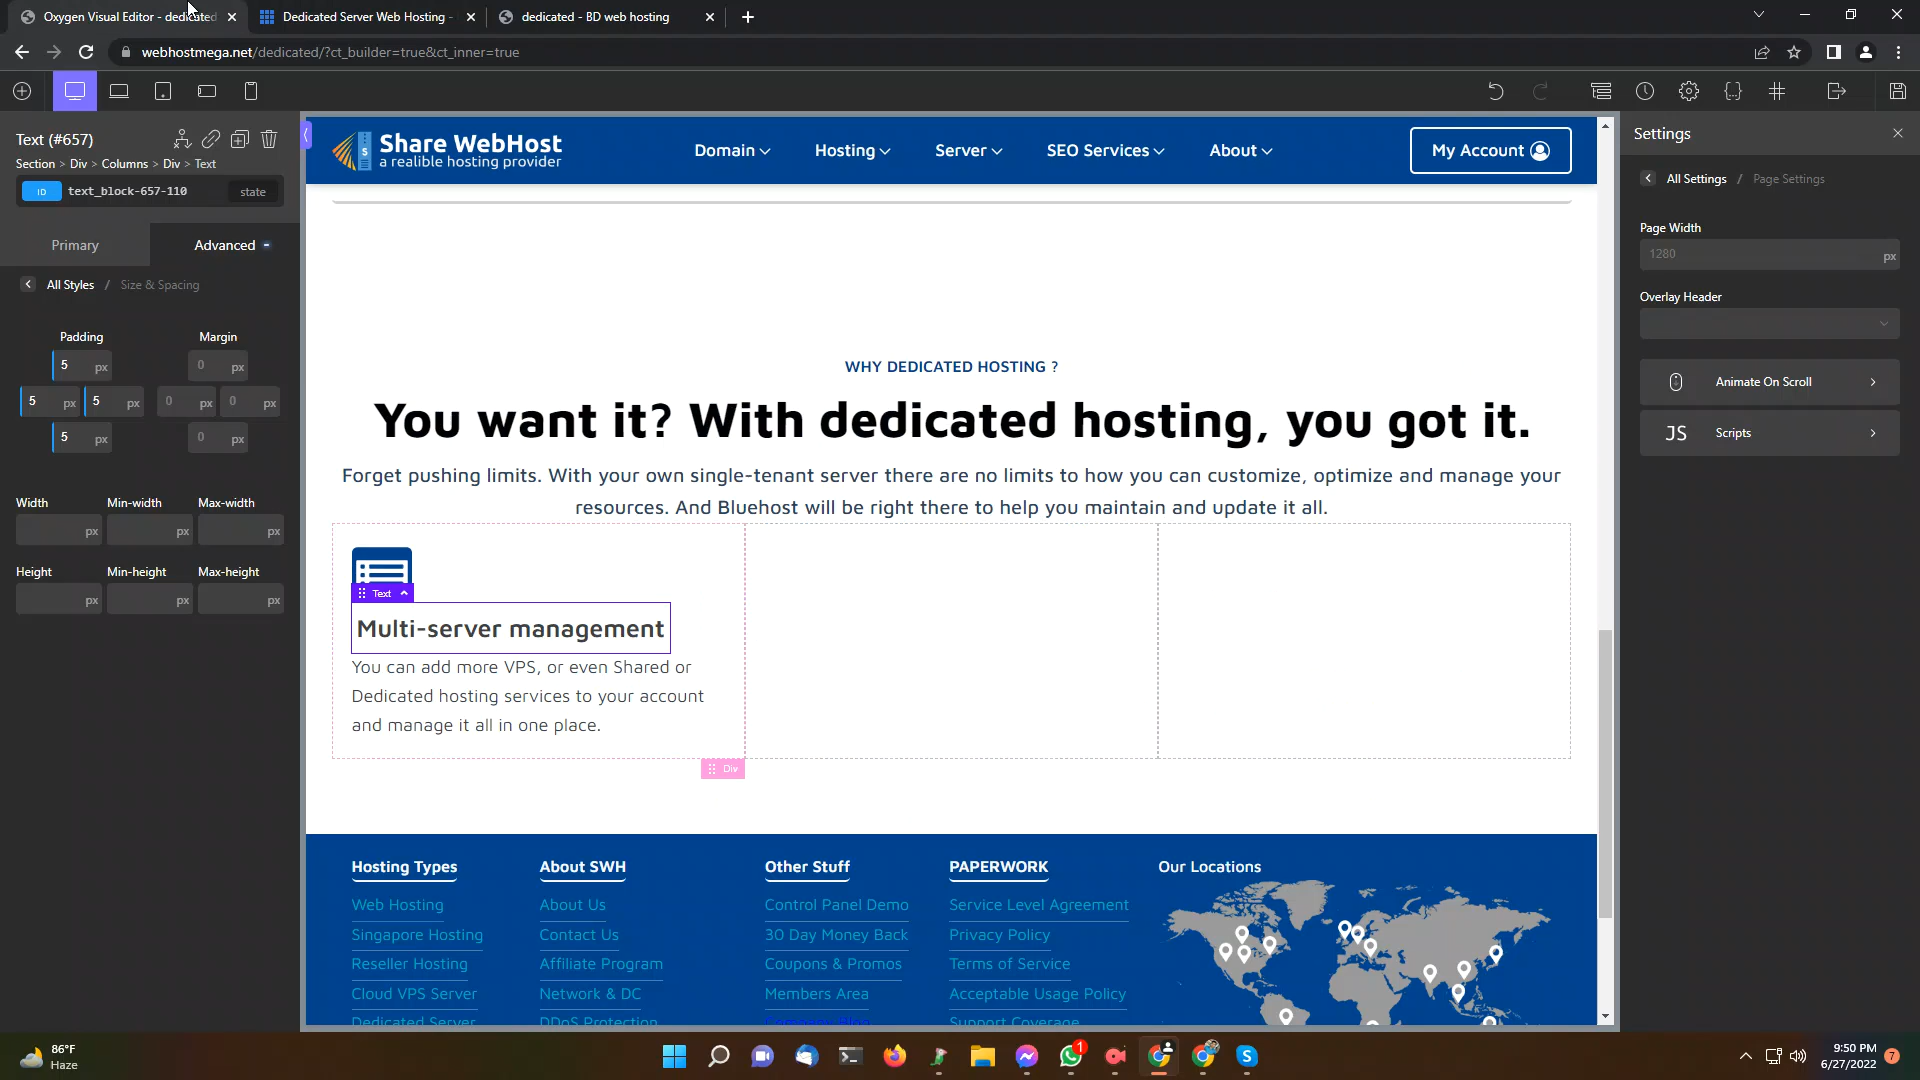 Oxygen Visual Editor - dedicated
Dedicated Server Web Hosting -
dedicated - BD web hosting
webhostmega.net/dedicated/?ct_builder=true&ct_inner=true
Text (#657)
Section > Div > Columns > Div > Text
ID text_block-657-110 state
Primary
Advanced
All Styles / Size & Spacing
Padding
Margin
5 px
0 px
5 px 5 px
0 px 0 px
5 px
0 px
Width Min-width Max-width
px px px
Height Min-height Max-height
px px px
S
Share WebHost
a realible hosting provider
Domain
Hosting
Server
SEO Services
About
My Account
WHY DEDICATED HOSTING ?
You want it? With dedicated hosting, you got it.
Forget pushing limits. With your own single-tenant server there are no limits to how you can customize, optimize and manage your
resources. And Bluehost will be right there to help you maintain and update it all.
Text
Multi-server management
You can add more VPS, or even Shared or
Dedicated hosting services to your account
and manage it all in one place.
Div
Hosting Types
Web Hosting
Singapore Hosting
Reseller Hosting
Cloud VPS Server
Dedicated Server
About SWH
About Us
Contact Us
Affiliate Program
Network & DC
DDoS Protection
Other Stuff
Control Panel Demo
30 Day Money Back
Coupons & Promos
Members Area
Company Blog
PAPERWORK
Service Level Agreement
Privacy Policy
Terms of Service
Acceptable Usage Policy
Support Coverage
Our Locations
Settings
All Settings / Page Settings
Page Width
1280 px
Overlay Header
Animate On Scroll
JS Scripts
86°F
Haze
1
S
9:50 PM
6/27/2022
7